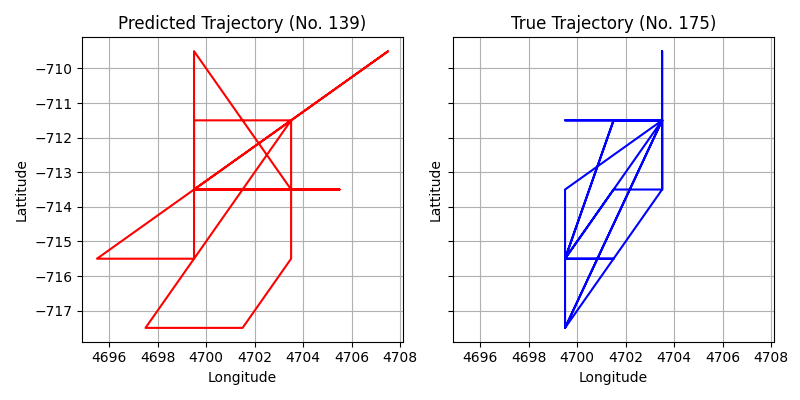 Predicted Trajectory (No. 139)
True Trajectory (No. 175)
−710
−711
−712
−713
−714
−715
−716
−717
Lattitude
Lattitude
4696 4698 4700 4702 4704 4706 4708
4696 4698 4700 4702 4704 4706 4708
Longitude
Longitude